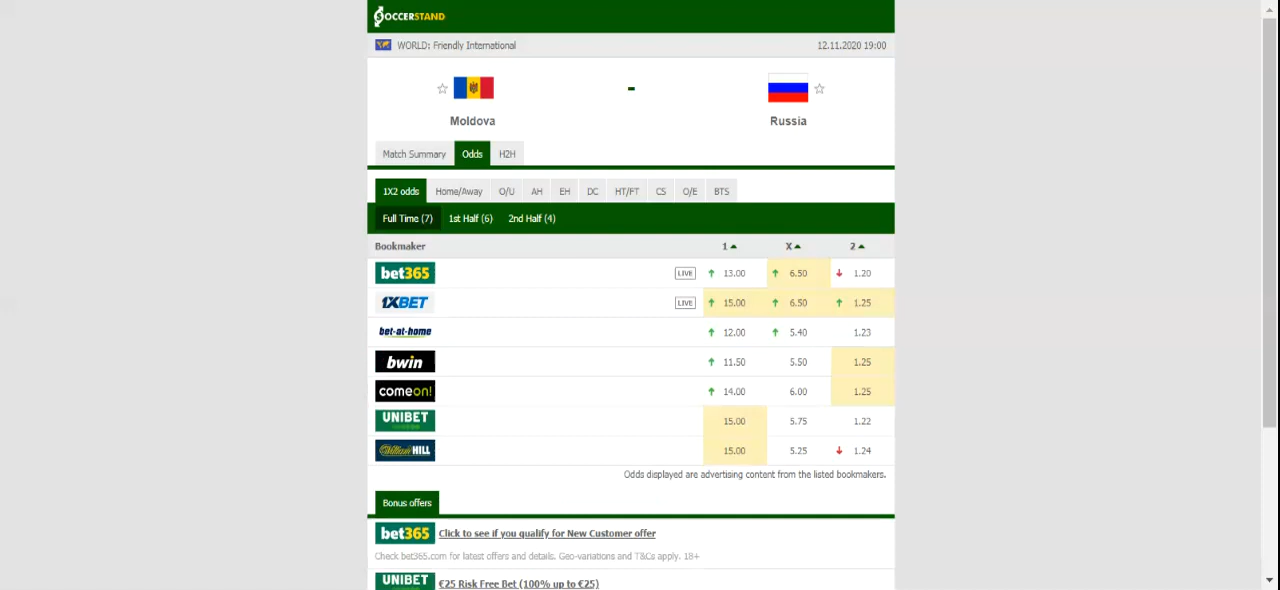 SOCCERSTAND
WORLD: Friendly International 12.11.2020 19:00
-
Moldova Russia
Match Summary Odds H2H
1X2 odds Home/Away O/U AH EH DC HT/FT CS O/E BTS
Full Time (7) 1st Half (6) 2nd Half (4)
Bookmaker 1 X 2
bet365 LIVE 13.00 6.50 1.20
1XBET LIVE 15.00 6.50 1.25
bet-at-home 12.00 5.40 1.23
bwin 11.50 5.50 1.25
comeon! 14.00 6.00 1.25
UNIBET 15.00 5.75 1.22
William HILL 15.00 5.25 1.24
Odds displayed are advertising content from the listed bookmakers.
Bonus offers
bet365 Click to see if you qualify for New Customer offer
Check bet365.com for latest offers and details. Geo-variations and T&Cs apply. 18+
UNIBET €25 Risk Free Bet (100% up to €25)